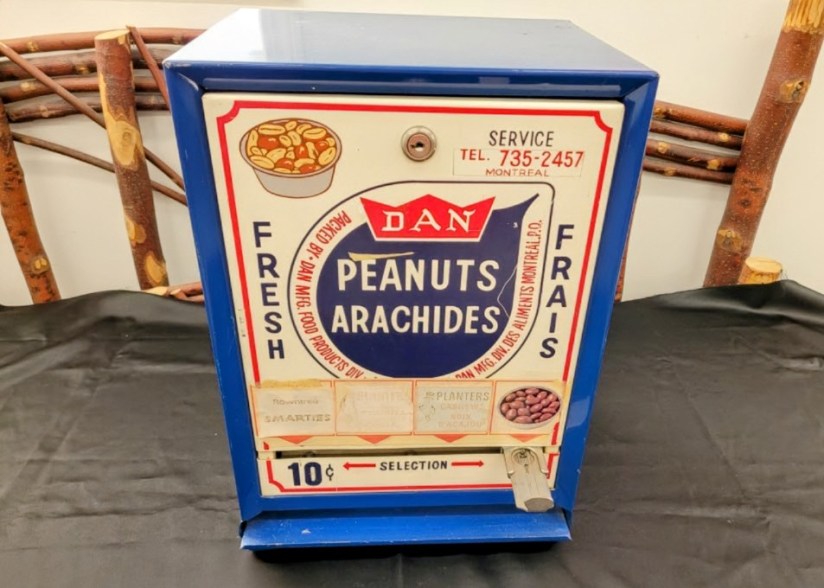 SERVICE
TEL. 735-2457
MONTREAL
DAN
PEANUTS
ARACHIDES
FRESH
FRAIS
PACKED BY·DAN MFG. FOOD PRODUCTS DIV
DAN MFG. DIV. DES ALIMENTS MONTREAL, P.Q.
SMARTIES
PLANTERS
10¢
SELECTION